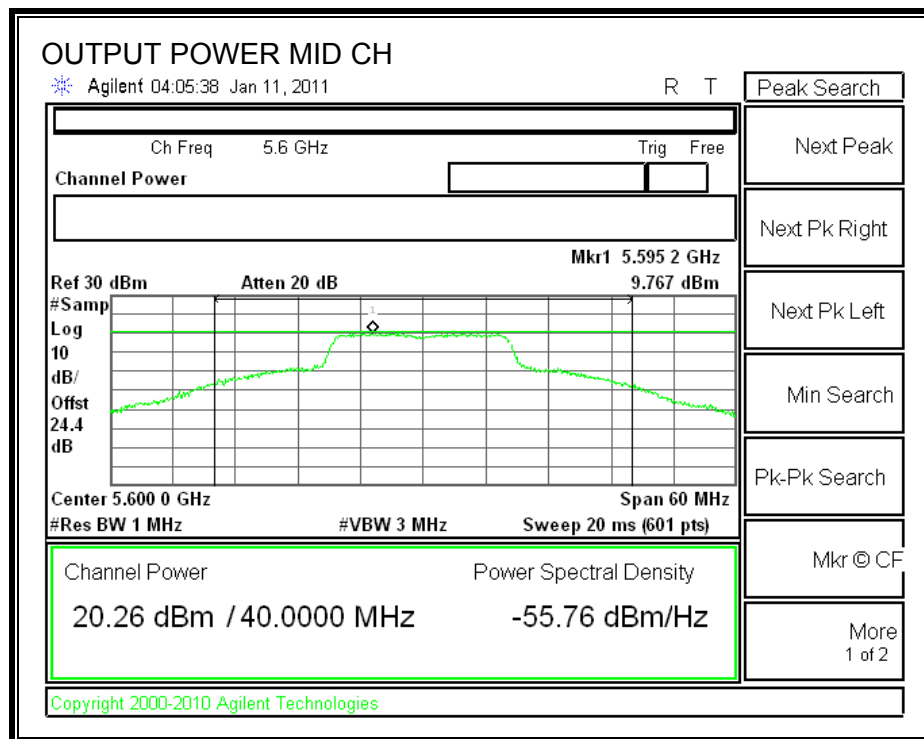 OUTPUT POWER MID CH
Agilent 04:05:38 Jan 11, 2011 R T
Peak Search
Ch Freq 5.6 GHz Trig Free
Channel Power
Mkr1 5.595 2 GHz
Ref 30 dBm Atten 20 dB 9.767 dBm
#Samp
Log
10
dB/
Offst
24.4
dB
1
Center 5.600 0 GHz Span 60 MHz
#Res BW 1 MHz #VBW 3 MHz Sweep 20 ms (601 pts)
Channel Power Power Spectral Density
20.26 dBm / 40.0000 MHz -55.76 dBm/Hz
Next Peak
Next Pk Right
Next Pk Left
Min Search
Pk-Pk Search
Mkr © CF
More
1 of 2
Copyright 2000-2010 Agilent Technologies